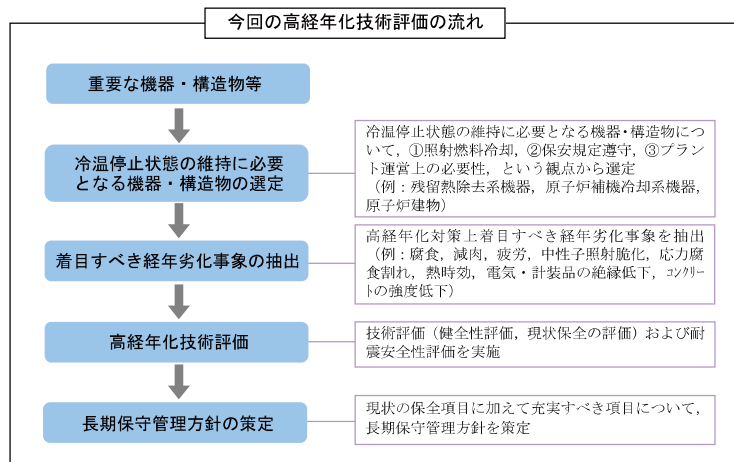 今回の高経年化技術評価の流れ
重要な機器・構造物等
冷温停止状態の維持に必要
となる機器・構造物の選定
冷温停止状態の維持に必要となる機器・構造物につ
いて，①照射燃料冷却，②保安規定遵守，③プラン
ト運営上の必要性，という観点から選定
（例：残留熱除去系機器，原子炉補機冷却系機器，
原子炉建物）
着目すべき経年劣化事象の抽出
高経年化対策上着目すべき経年劣化事象を抽出
（例：腐食，減肉，疲労，中性子照射脆化，応力腐
食割れ，熱時効，電気・計装品の絶縁低下，ｺﾝｸﾘｰ
ﾄの強度低下）
高経年化技術評価
技術評価（健全性評価，現状保全の評価）および耐
震安全性評価を実施
長期保守管理方針の策定
現状の保全項目に加えて充実すべき項目について，
長期保守管理方針を策定